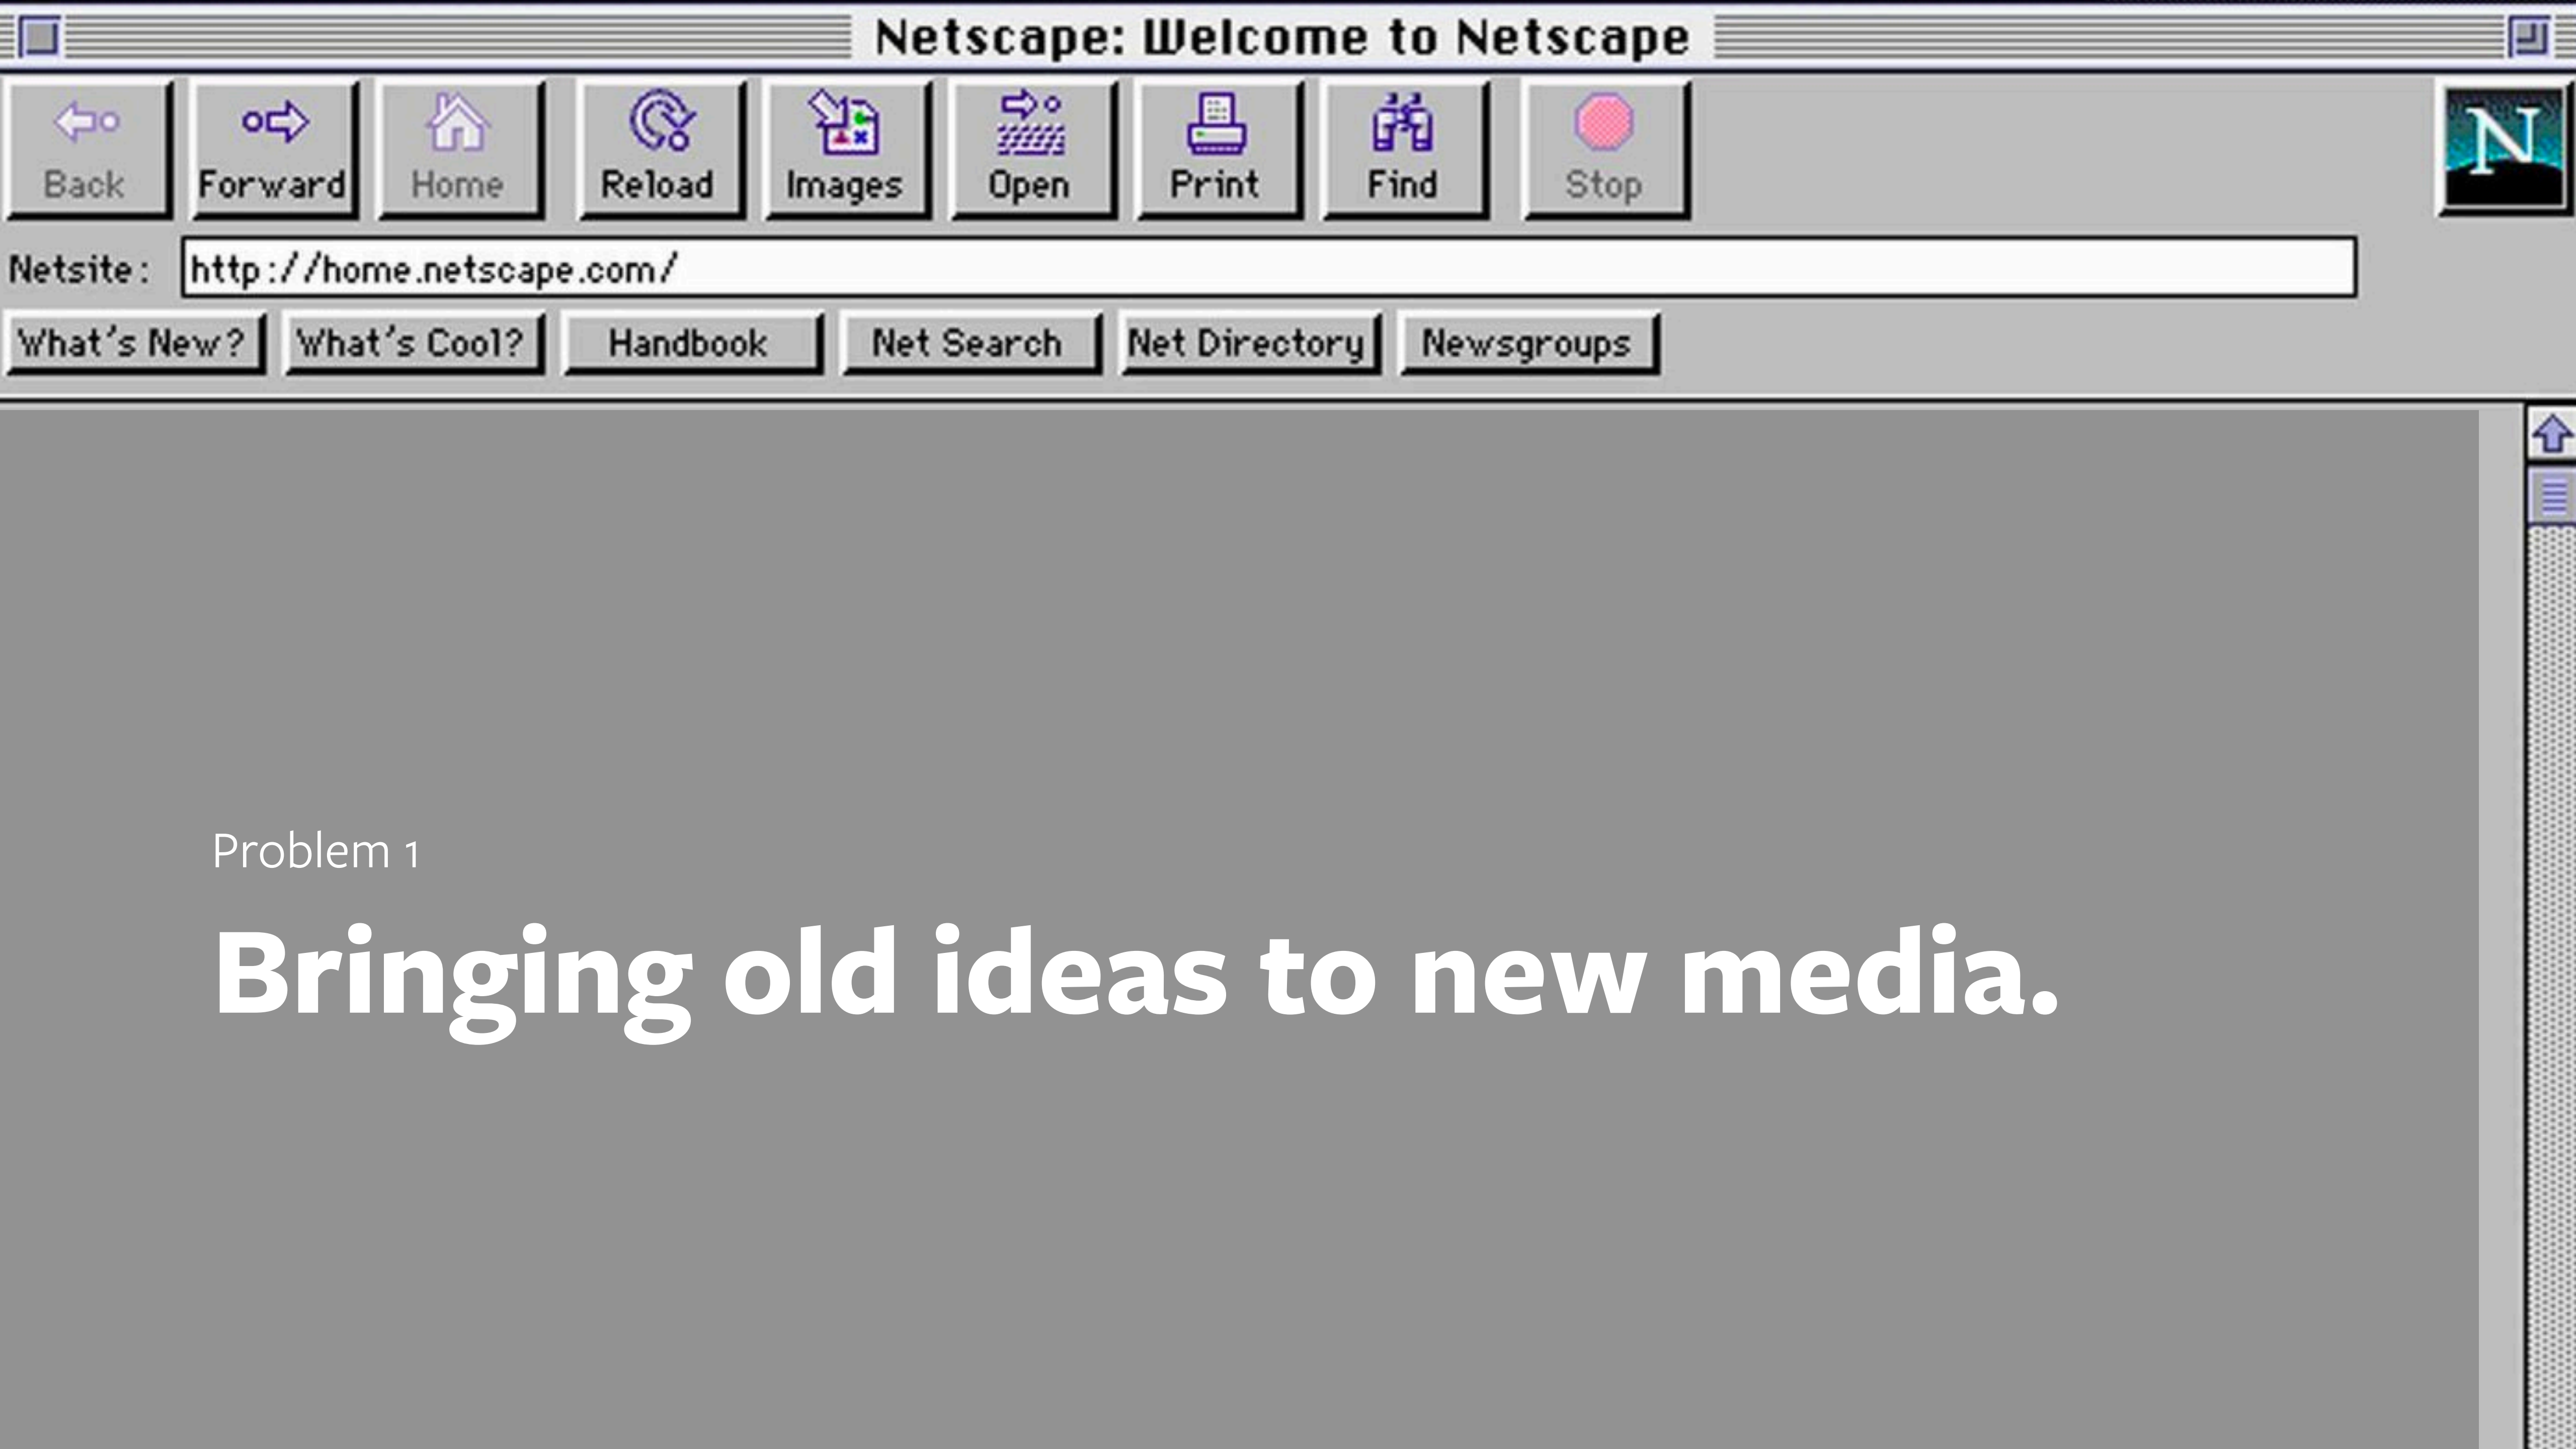 Netscape: Welcome to Netscape
Back Forward Home Reload Images Open Print Find Stop
N
Netsite: http://home.netscape.com/
What's New? What's Cool? Handbook Net Search Net Directory Newsgroups
Problem 1
Bringing old ideas to new media.